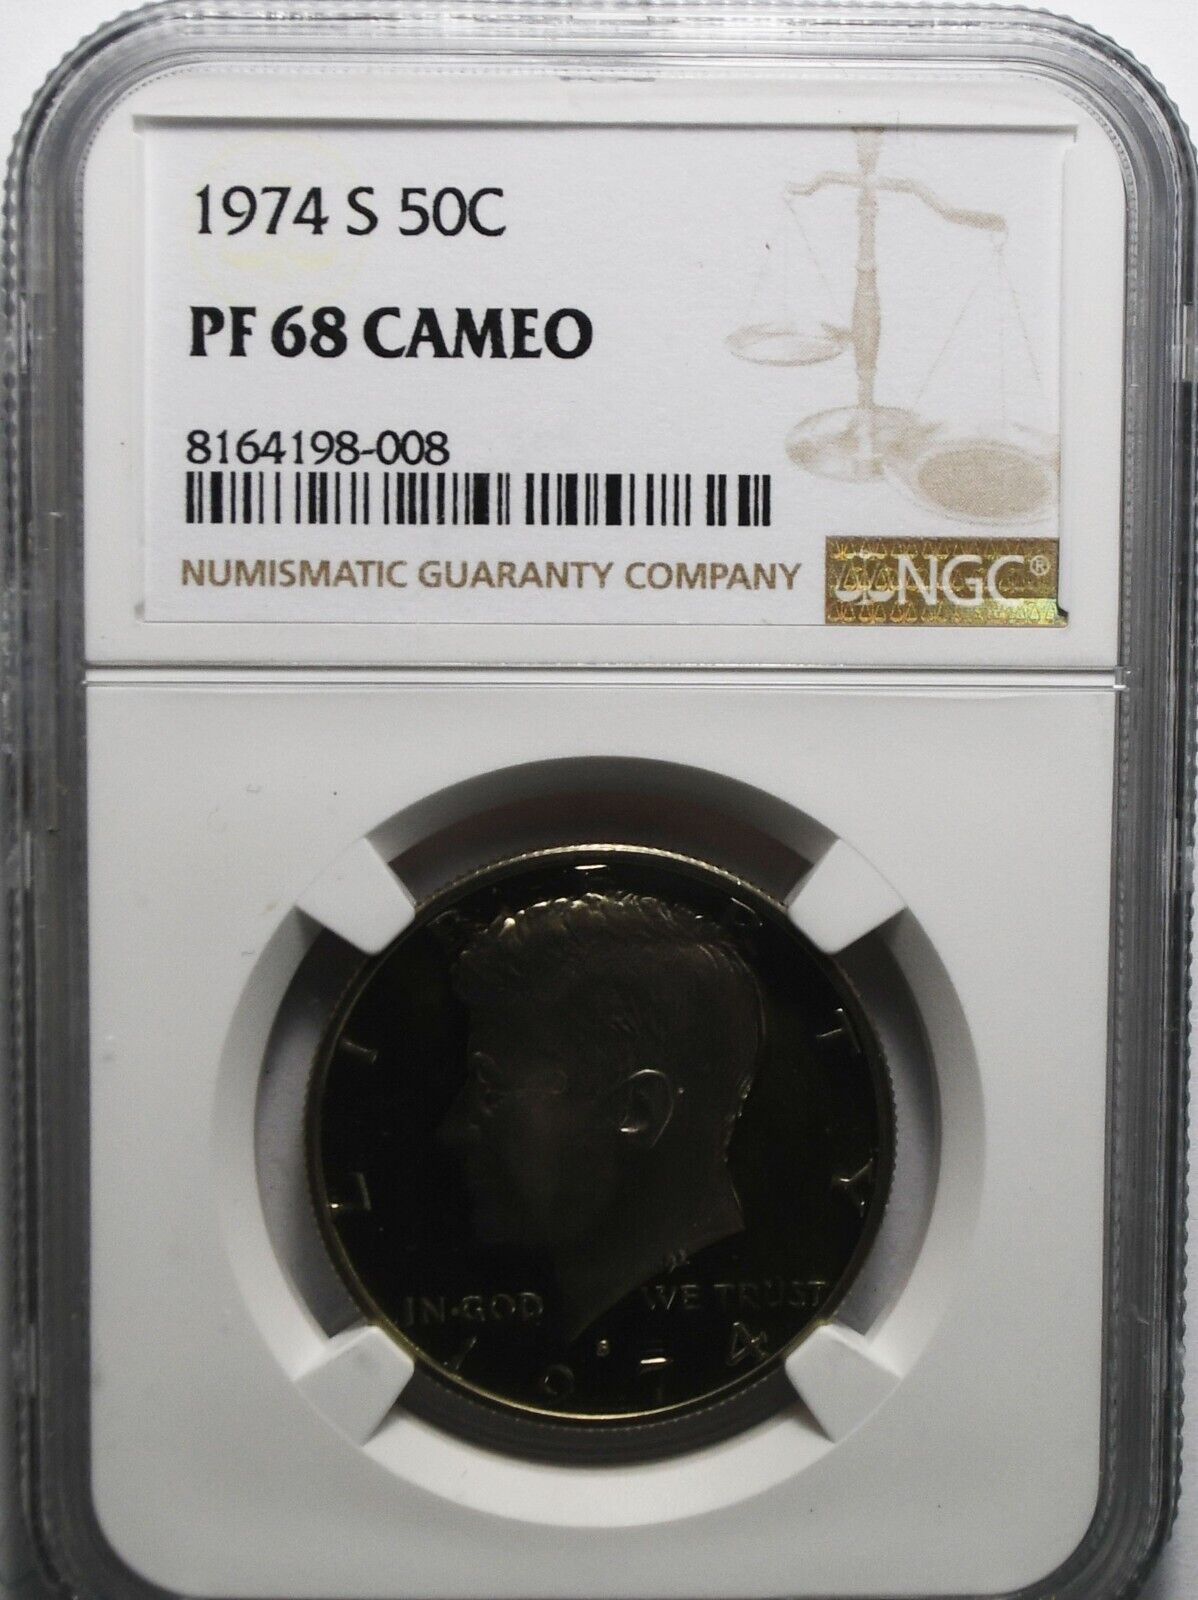 1974 S 50C
PF 68 CAMEO
8164198-008
NUMISMATIC GUARANTY COMPANY
NGC®
LIBERTY
IN·GOD WE TRUST
S
1974